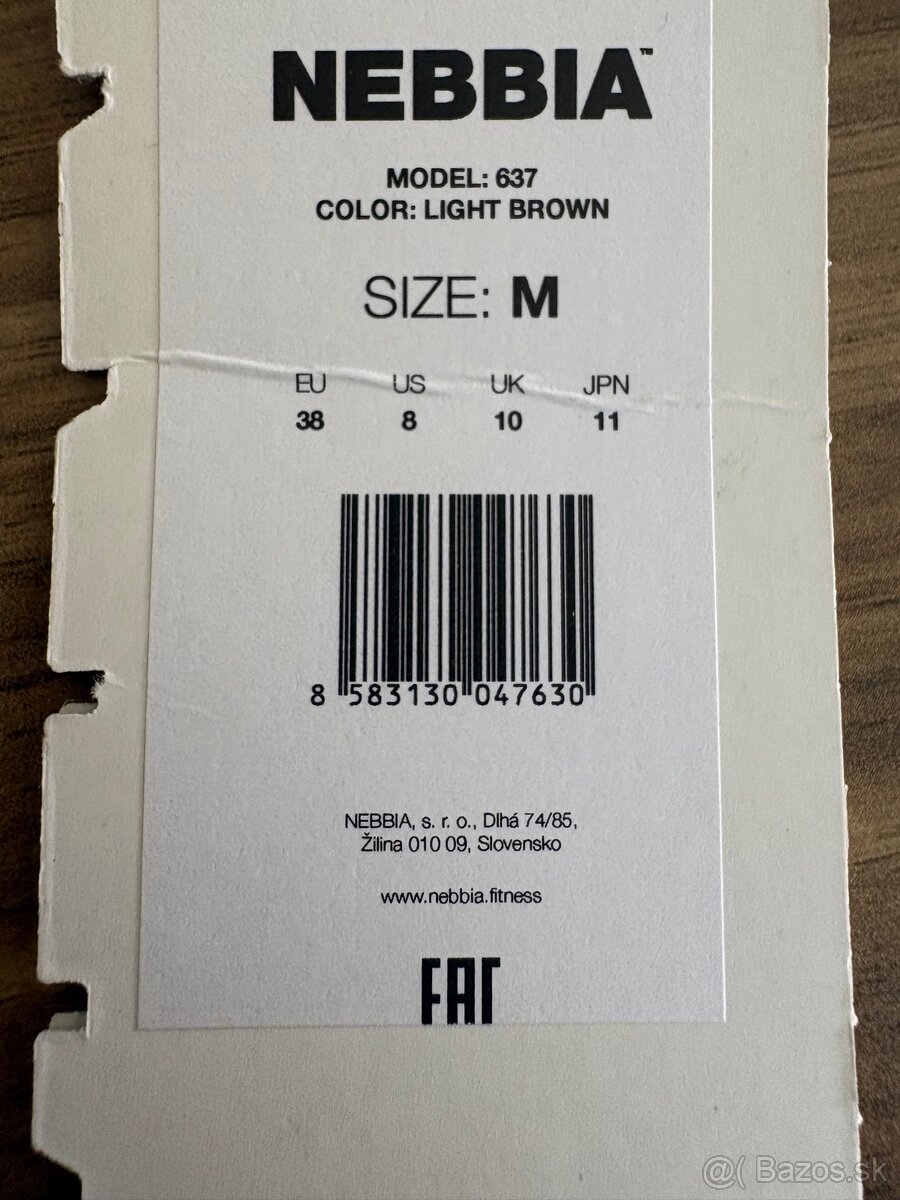 NEBBIA™
MODEL: 637
COLOR: LIGHT BROWN
SIZE: M
EU US UK JPN
38 8 10 11
8 583130 047630
NEBBIA, s. r. o., Dlhá 74/85,
Žilina 010 09, Slovensko
www.nebbia.fitness
EAC
@( Bazos.sk